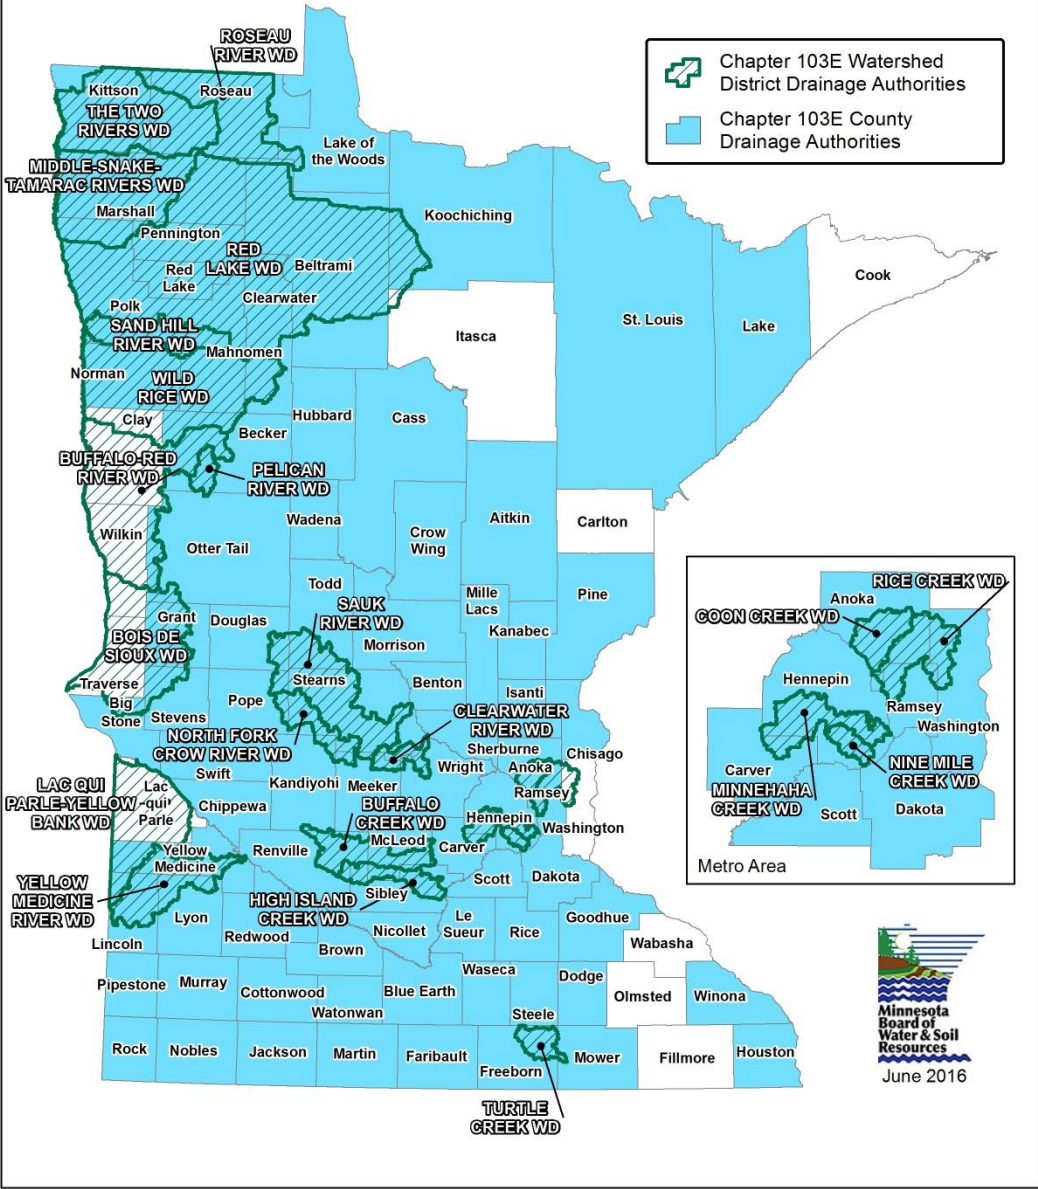 ROSEAU
RIVER WD
Chapter 103E Watershed
District Drainage Authorities
Chapter 103E County
Drainage Authorities
Kittson
Roseau
THE TWO
RIVERS WD
Lake of
the Woods
MIDDLE-SNAKE-
TAMARAC RIVERS WD
Marshall
Koochiching
Pennington
RED
LAKE WD
Beltrami
Red
Lake
Cook
Clearwater
Polk
St. Louis
Lake
SAND HILL
RIVER WD
Itasca
Mahnomen
Norman
WILD
RICE WD
Clay
Hubbard
Cass
Becker
BUFFALO-RED
RIVER WD
PELICAN
RIVER WD
Wadena
Aitkin
Carlton
Wilkin
Otter Tail
Crow
Wing
Todd
Mille
Lacs
Pine
SAUK
RIVER WD
Grant
Douglas
Kanabec
BOIS DE
SIOUX WD
Morrison
Traverse
Stearns
Benton
Big
Stone
Pope
Isanti
Stevens
CLEARWATER
RIVER WD
NORTH FORK
CROW RIVER WD
Sherburne
Chisago
Swift
Kandiyohi
Meeker
Wright
Anoka
LAC QUI
PARLE-YELLOW
BANK WD
Lac
qui
Parle
Chippewa
Ramsey
BUFFALO
CREEK WD
Hennepin
Washington
McLeod
Carver
Renville
Yellow
Medicine
YELLOW
MEDICINE
RIVER WD
Scott
Dakota
HIGH ISLAND
CREEK WD
Sibley
Lyon
Redwood
Nicollet
Le
Sueur
Rice
Goodhue
Lincoln
Brown
Wabasha
Pipestone
Murray
Cottonwood
Watonwan
Blue Earth
Waseca
Dodge
Olmsted
Winona
Steele
Rock
Nobles
Jackson
Martin
Faribault
Freeborn
Mower
Fillmore
Houston
TURTLE
CREEK WD
RICE CREEK WD
Anoka
COON CREEK WD
Hennepin
Ramsey
Washington
Carver
MINNEHAHA
CREEK WD
NINE MILE
CREEK WD
Scott
Dakota
Metro Area
Minnesota
Board of
Water & Soil
Resources
June 2016